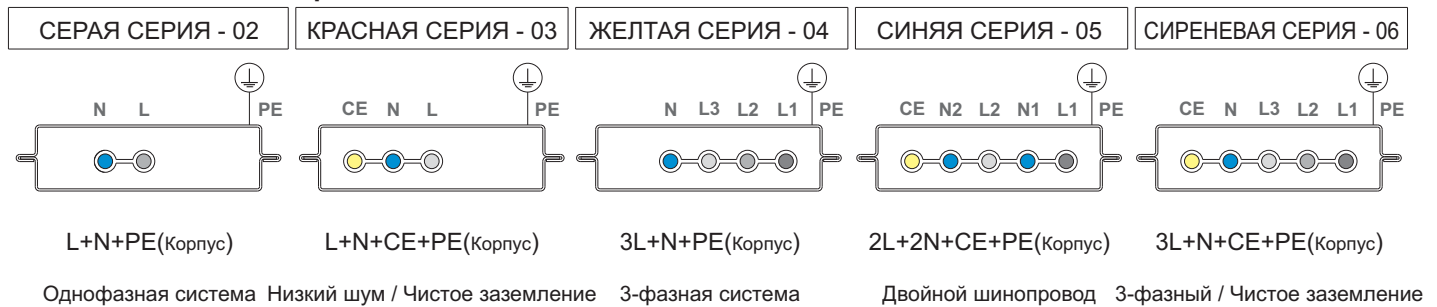 СЕРАЯ СЕРИЯ - 02
N L PE
L+N+PE(Корпус)
Однофазная система
КРАСНАЯ СЕРИЯ - 03
CE N L PE
L+N+CE+PE(Корпус)
Низкий шум / Чистое заземление
ЖЕЛТАЯ СЕРИЯ - 04
N L3 L2 L1 PE
3L+N+PE(Корпус)
3-фазная система
СИНЯЯ СЕРИЯ - 05
CE N2 L2 N1 L1 PE
2L+2N+CE+PE(Корпус)
Двойной шинопровод
СИРЕНЕВАЯ СЕРИЯ - 06
CE N L3 L2 L1 PE
3L+N+CE+PE(Корпус)
3-фазный / Чистое заземление